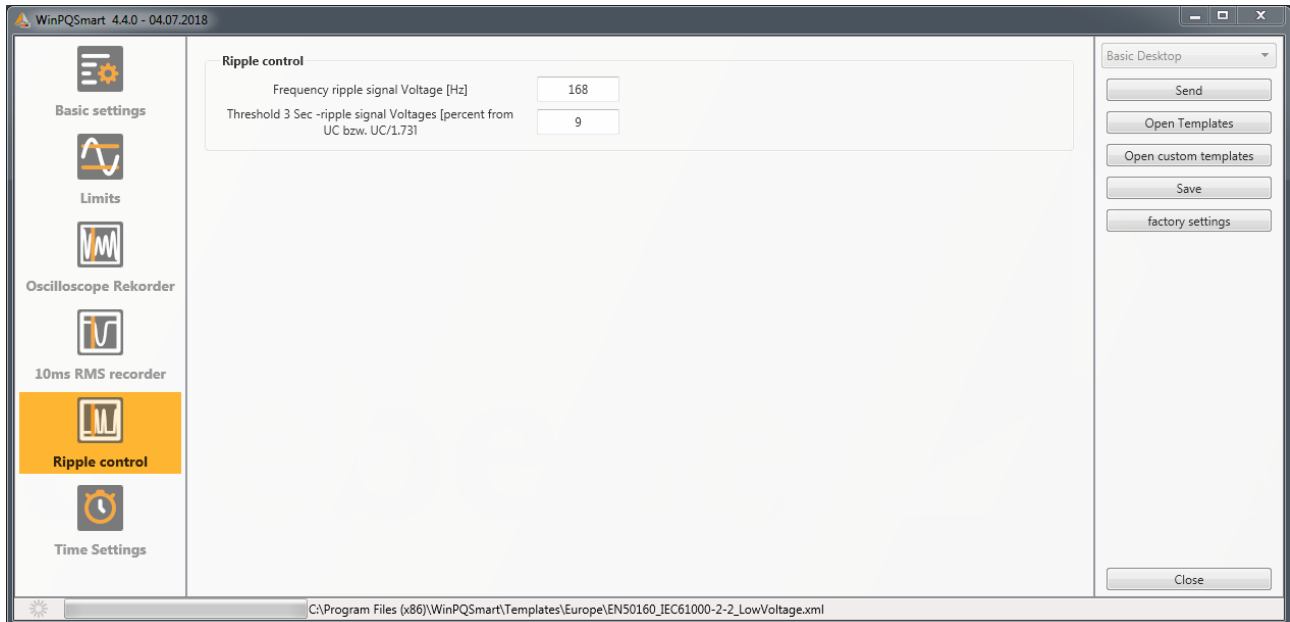 WinPQSmart 4.4.0 - 04.07.2018
Basic settings
Limits
Oscilloscope Rekorder
10ms RMS recorder
Ripple control
Time Settings
Ripple control
Frequency ripple signal Voltage [Hz]
168
Threshold 3 Sec -ripple signal Voltages [percent from
UC bzw. UC/1.73]
9
Basic Desktop
Send
Open Templates
Open custom templates
Save
factory settings
Close
C:\Program Files (x86)\WinPQSmart\Templates\Europe\EN50160_IEC61000-2-2_LowVoltage.xml